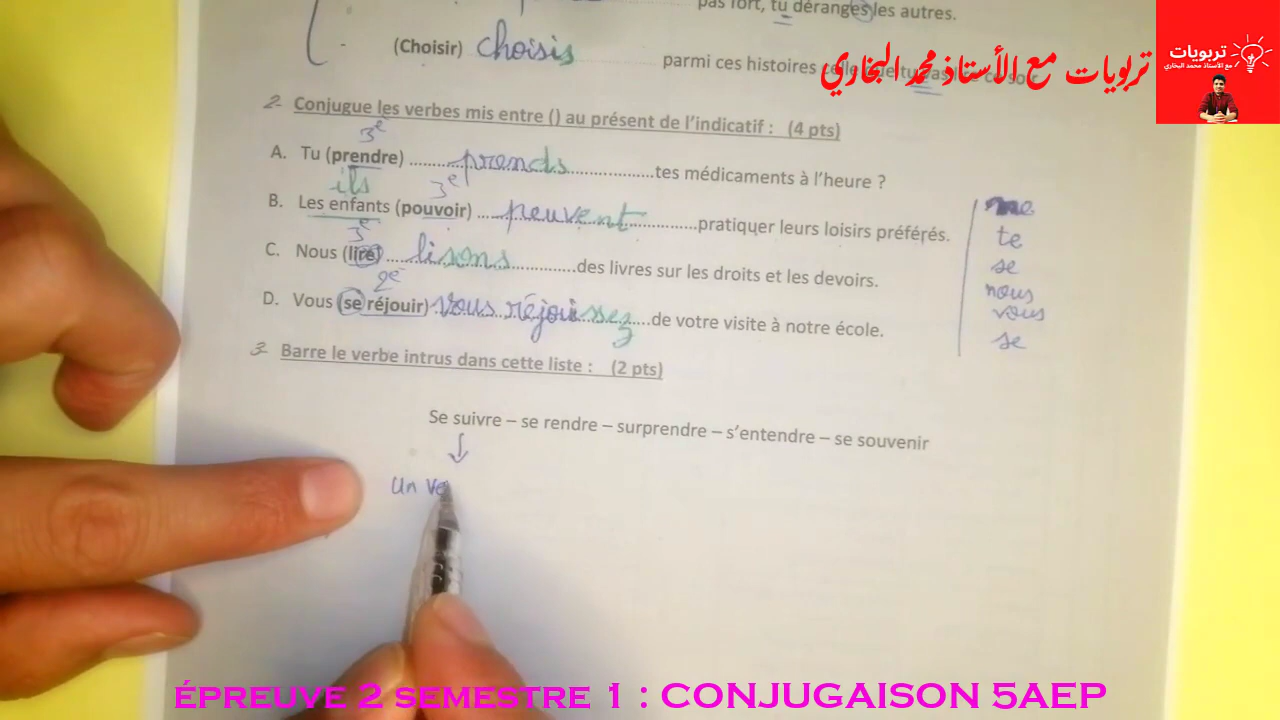 pas fort, tu déranges les autres.
(Choisir) choisis parmi ces histoires
تربويات مع الأستاذ محمد البخاري
تربويات
مع الأستاذ محمد البخاري
2- Conjugue les verbes mis entre () au présent de l'indicatif : (4 pts)
3e
A. Tu (prendre) ............prends..................tes médicaments à l'heure ?
ils 3e
B. Les enfants (pouvoir) ....peuvent............pratiquer leurs loisirs préférés.
3e
C. Nous (lire) ....lisons..............des livres sur les droits et les devoirs.
2e
D. Vous (se réjouir) vous réjouissez....de votre visite à notre école.
me
te
se
nous
vous
se
3- Barre le verbe intrus dans cette liste : (2 pts)
Se suivre – se rendre – surprendre – s'entendre – se souvenir
un ve
ÉPREUVE 2 SEMESTRE 1 : CONJUGAISON 5AEP